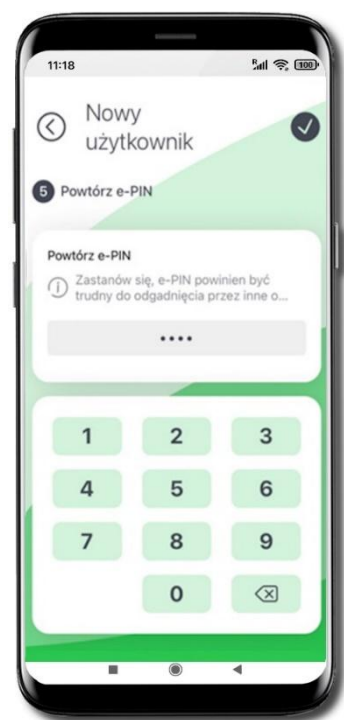 11:18
R
100
Nowy
użytkownik
5 Powtórz e-PIN
Powtórz e-PIN
Zastanów się, e-PIN powinien być
trudny do odgadnięcia przez inne o...
••••
1 2 3
4 5 6
7 8 9
0